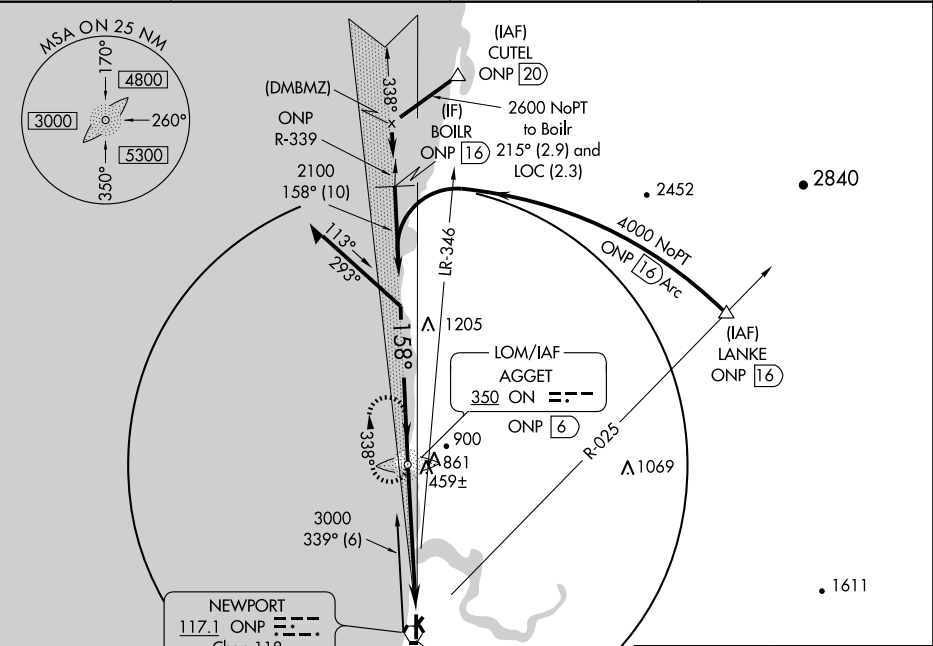 MSA ON 25 NM
170°
4800
3000
260°
5300
350°
(IAF)
CUTEL
ONP 20
(DMBMZ)
338°
ONP
R-339
(IF)
BOILR
ONP 16
2600 NoPT
to Boilr
215° (2.9) and
LOC (2.3)
2100
158° (10)
2452
2840
4000 NoPT
ONP 16 Arc
113°
293°
LR-346
1205
158°
(IAF)
LANKE
ONP 16
LOM/IAF
AGGET
350 ON
ONP 6
R-025
338°
900
861
459±
1069
3000
339° (6)
1611
NEWPORT
117.1 ONP